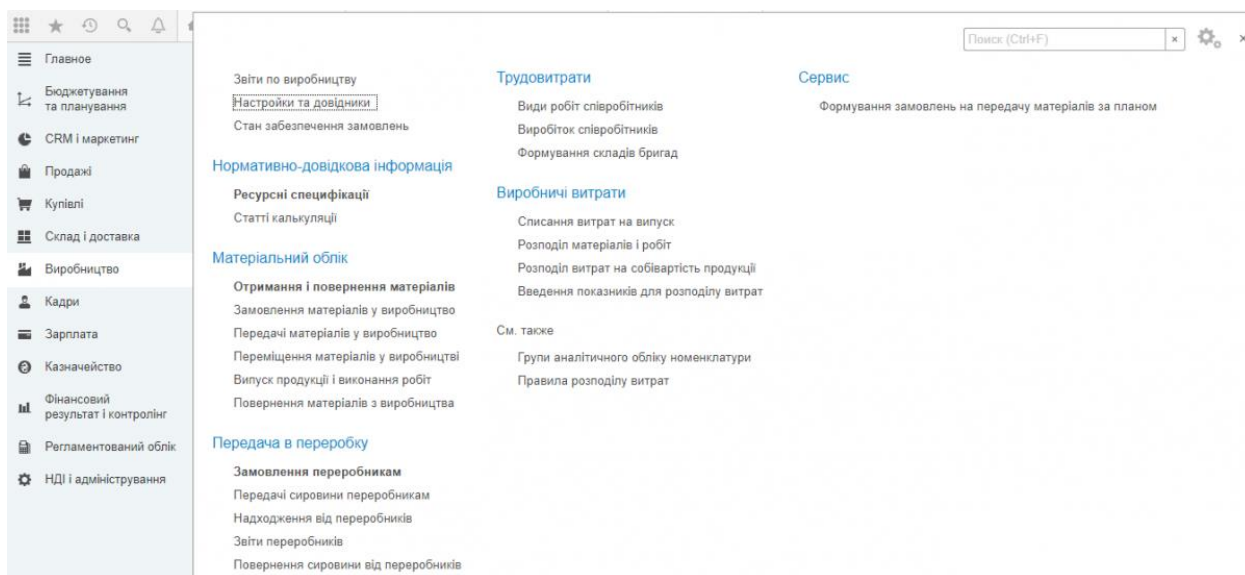 Поиск (Ctrl+F)
Главное
Бюджетування
та планування
CRM і маркетинг
Продажі
Купівлі
Склад і доставка
Виробництво
Кадри
Зарплата
Казначейство
Фінансовий
результат і контролінг
Регламентований облік
НДІ і адміністрування
Звіти по виробництву
Настройки та довідники
Стан забезпечення замовлень
Нормативно-довідкова інформація
Ресурсні специфікації
Статті калькуляції
Матеріальний облік
Отримання і повернення матеріалів
Замовлення матеріалів у виробництво
Передачі матеріалів у виробництво
Переміщення матеріалів у виробництві
Випуск продукції і виконання робіт
Повернення матеріалів з виробництва
Передача в переробку
Замовлення переробникам
Передачі сировини переробникам
Надходження від переробників
Звіти переробників
Повернення сировини від переробників
Трудовитрати
Види робіт співробітників
Виробіток співробітників
Формування складів бригад
Виробничі витрати
Списання витрат на випуск
Розподіл матеріалів і робіт
Розподіл витрат на собівартість продукції
Введення показників для розподілу витрат
См. также
Групи аналітичного обліку номенклатури
Правила розподілу витрат
Сервис
Формування замовлень на передачу матеріалів за планом